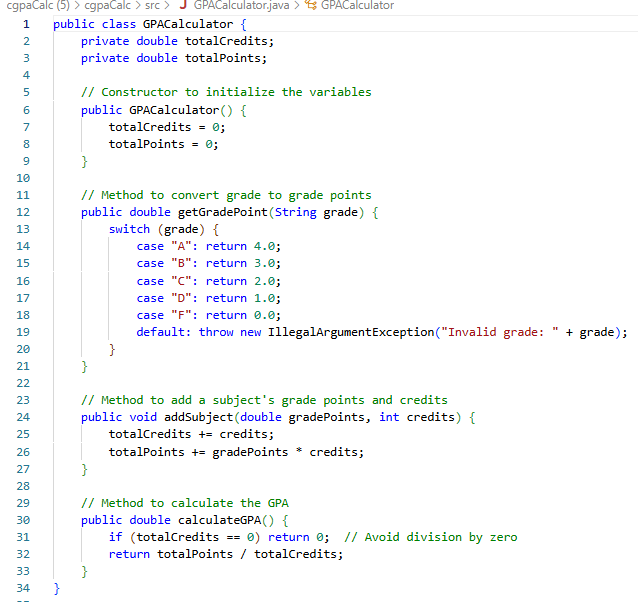 cgpaCalc (5) > cgpaCalc > src > J GPACalculator.java > GPACalculator
1 public class GPACalculator {
2     private double totalCredits;
3     private double totalPoints;
4
5     // Constructor to initialize the variables
6     public GPACalculator() {
7         totalCredits = 0;
8         totalPoints = 0;
9     }
10
11     // Method to convert grade to grade points
12     public double getGradePoint(String grade) {
13         switch (grade) {
14             case "A": return 4.0;
15             case "B": return 3.0;
16             case "C": return 2.0;
17             case "D": return 1.0;
18             case "F": return 0.0;
19             default: throw new IllegalArgumentException("Invalid grade: " + grade);
20         }
21     }
22
23     // Method to add a subject's grade points and credits
24     public void addSubject(double gradePoints, int credits) {
25         totalCredits += credits;
26         totalPoints += gradePoints * credits;
27     }
28
29     // Method to calculate the GPA
30     public double calculateGPA() {
31         if (totalCredits == 0) return 0;  // Avoid division by zero
32         return totalPoints / totalCredits;
33     }
34 }